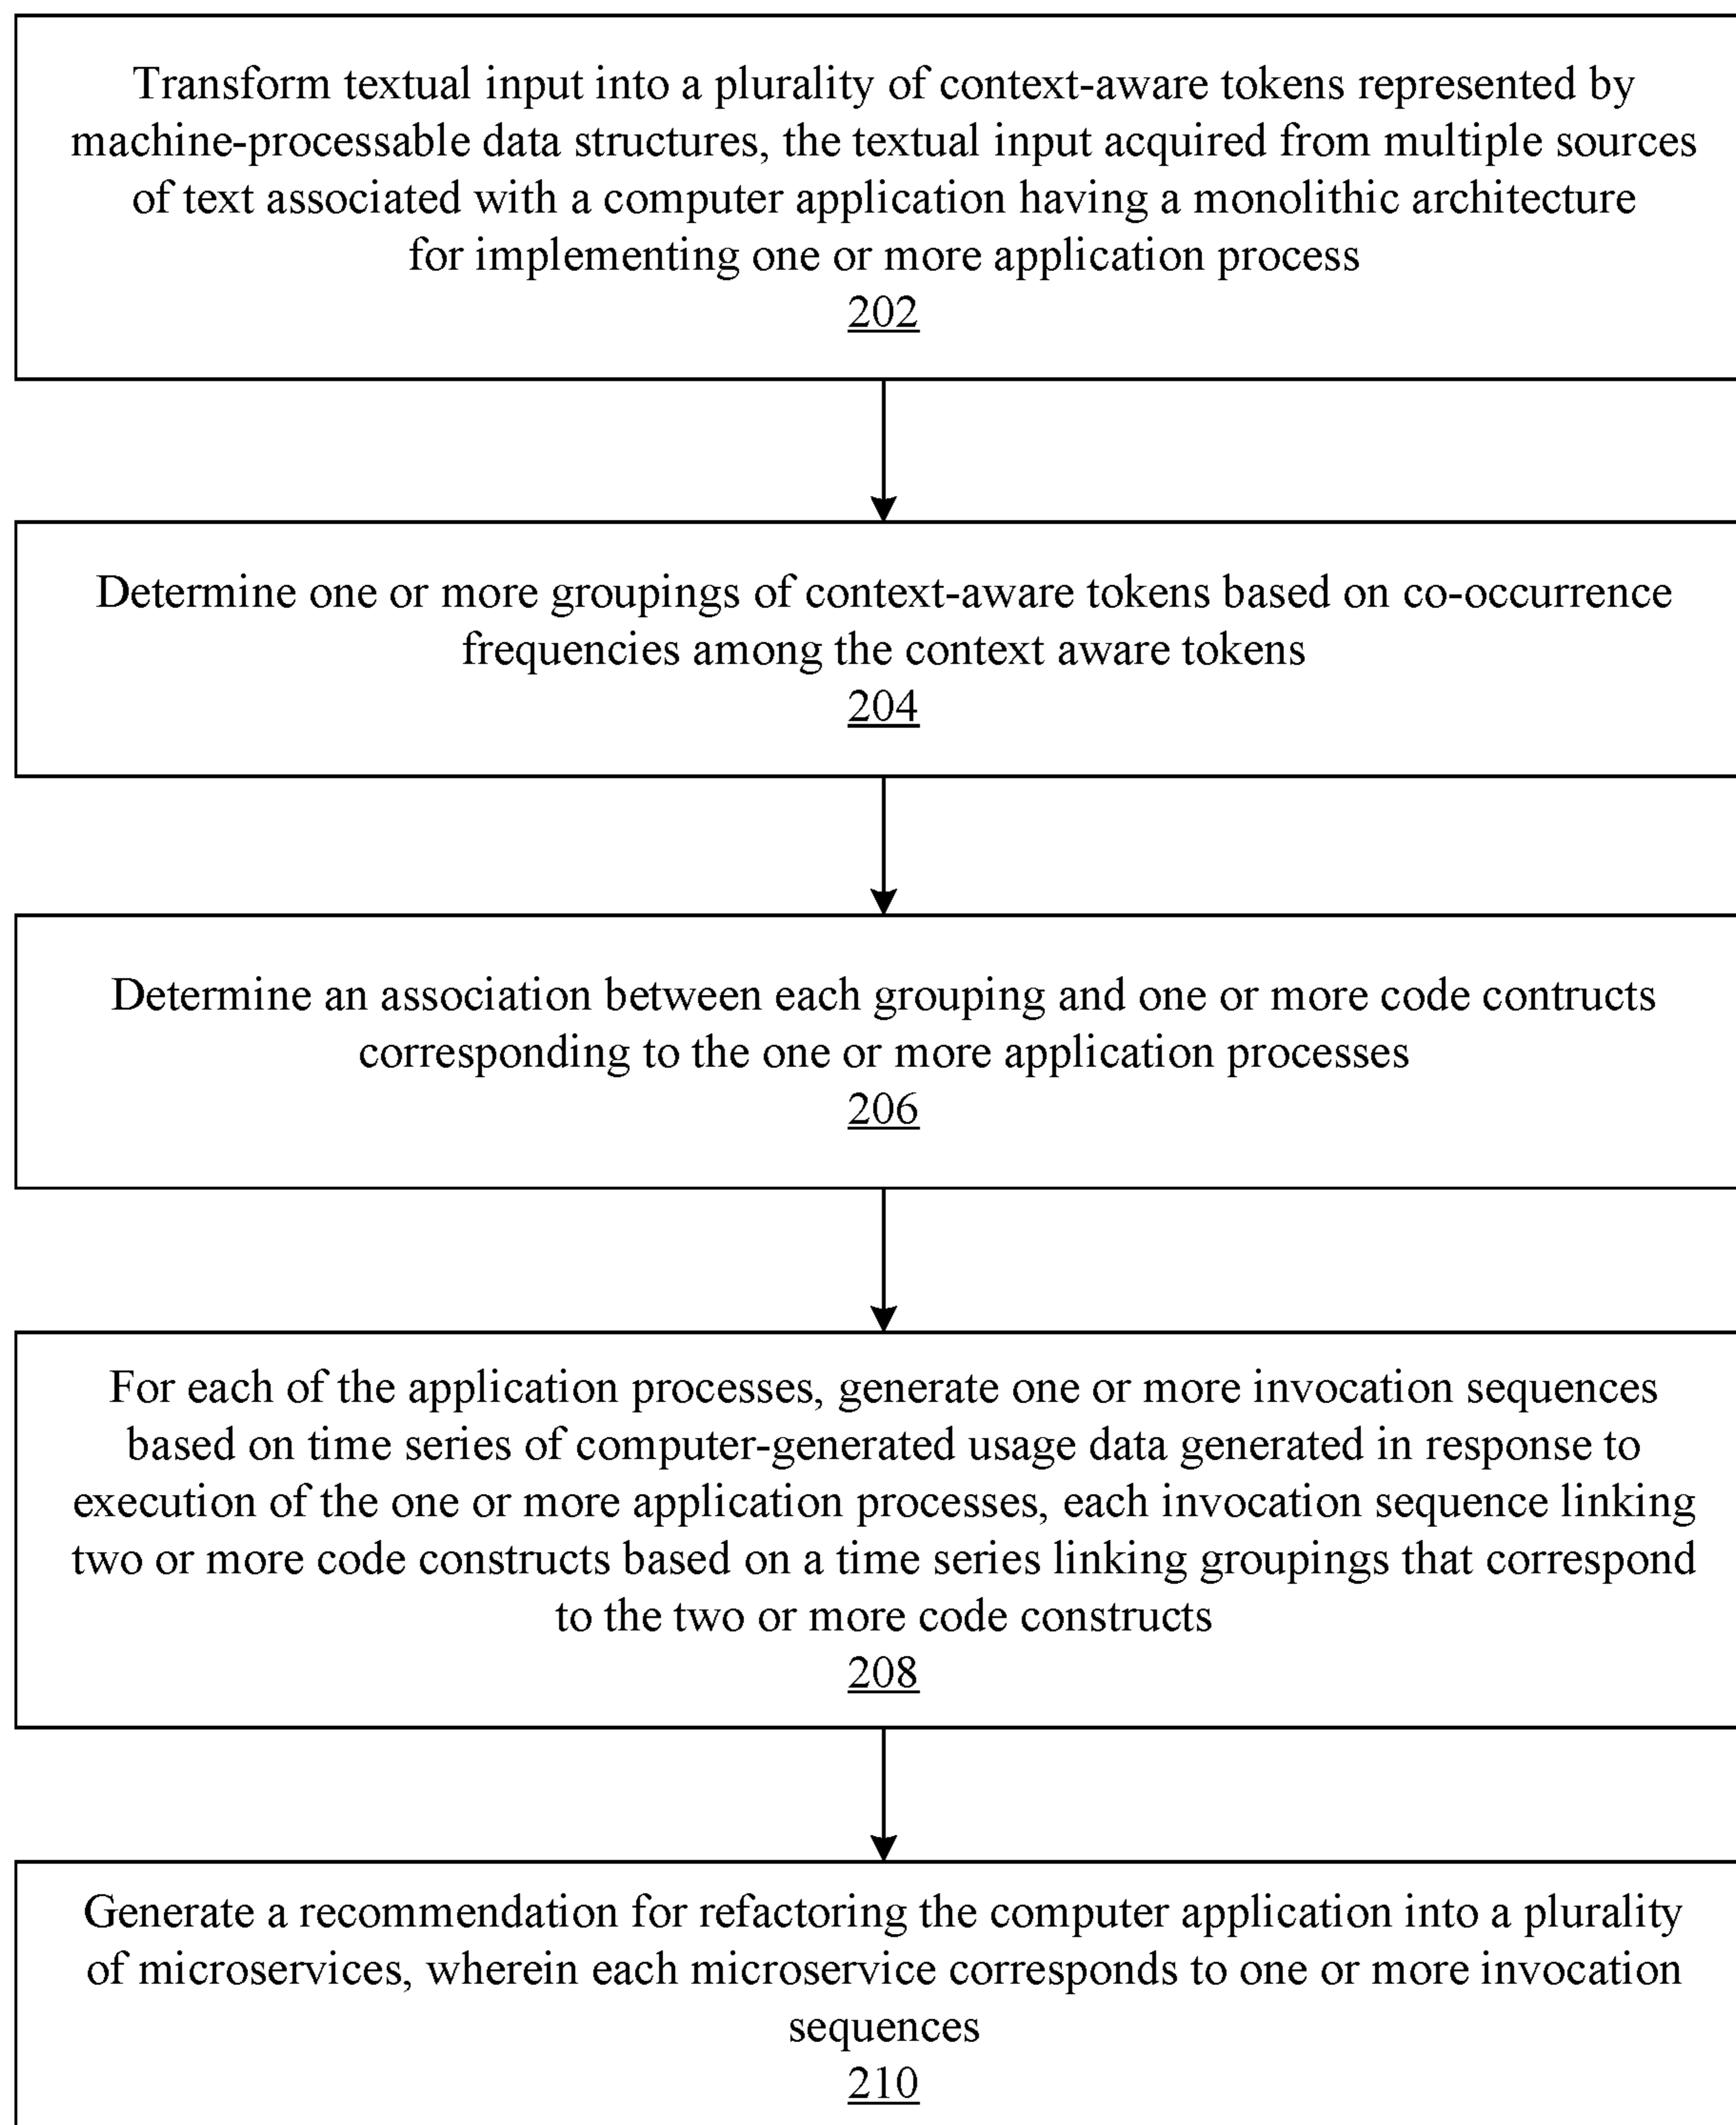 Transform textual input into a plurality of context-aware tokens represented by
machine-processable data structures, the textual input acquired from multiple sources
of text associated with a computer application having a monolithic architecture
for implementing one or more application process
202
Determine one or more groupings of context-aware tokens based on co-occurrence
frequencies among the context aware tokens
204
Determine an association between each grouping and one or more code contructs
corresponding to the one or more application processes
206
For each of the application processes, generate one or more invocation sequences
based on time series of computer-generated usage data generated in response to
execution of the one or more application processes, each invocation sequence linking
two or more code constructs based on a time series linking groupings that correspond
to the two or more code constructs
208
Generate a recommendation for refactoring the computer application into a plurality
of microservices, wherein each microservice corresponds to one or more invocation
sequences
210